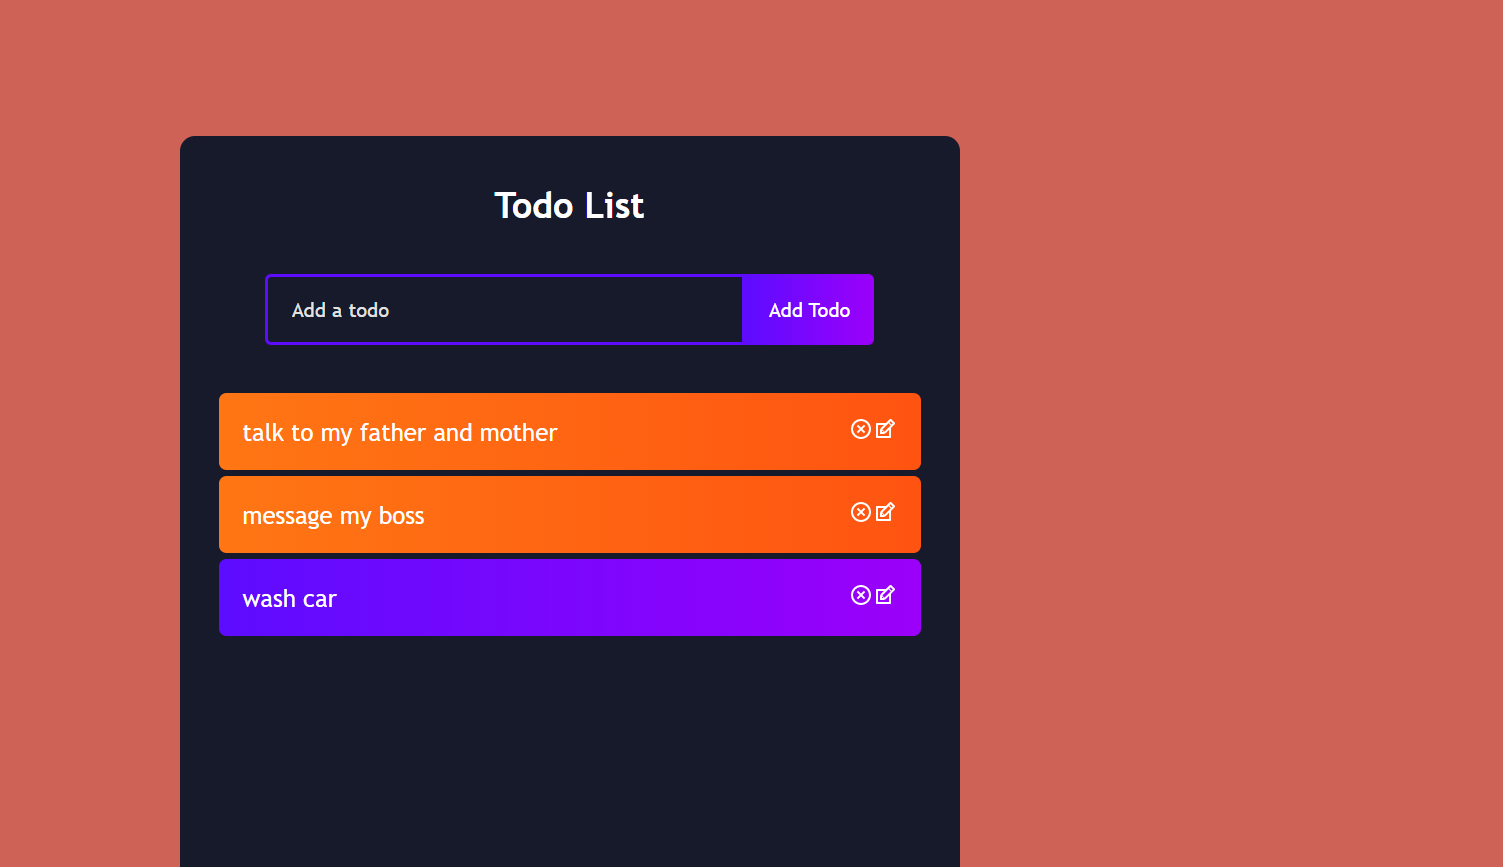 Todo List
Add a todo
Add Todo
talk to my father and mother
message my boss
wash car